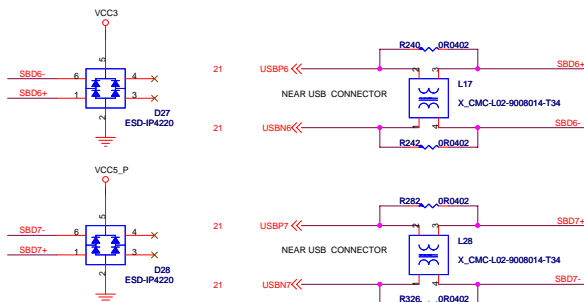 VCC3
R240 0R0402
5
SBD6- 6 4
21 USBP6 2 3 SBD6+
SBD6+ 1 3
L17
NEAR USB CONNECTOR
X_CMC-L02-9008014-T34
2
D27
ESD-IP4220
21 USBN6 1 4 SBD6-
R242 0R0402
VCC5_P
R282 0R0402
5
21 USBP7 2 3 SBD7+
SBD7- 6 4
L28
SBD7+ 1 3
NEAR USB CONNECTOR
X_CMC-L02-9008014-T34
2
D28
ESD-IP4220
21 USBN7 1 4 SBD7-
R326 0R0402